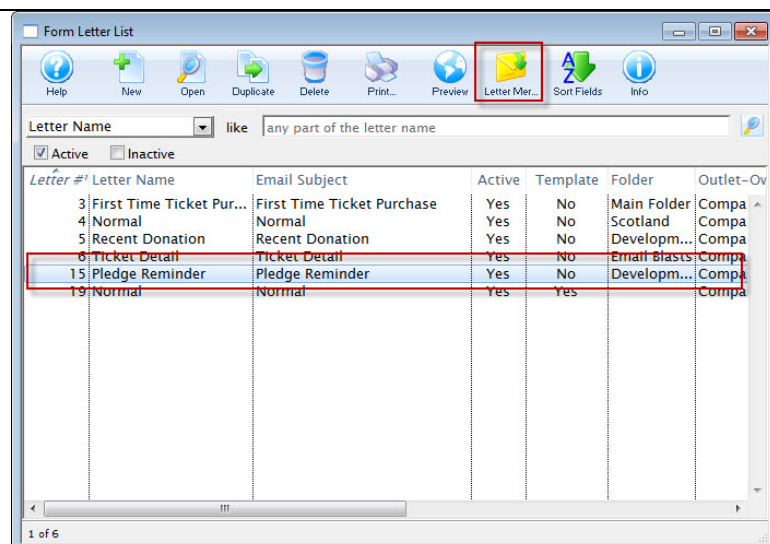 Form Letter List
Help New Open Duplicate Delete Print... Preview Letter Mer... Sort Fields Info
Letter Name like any part of the letter name
Active Inactive
Letter # Letter Name Email Subject Active Template Folder Outlet-Ow
3 First Time Ticket Pur... First Time Ticket Purchase Yes No Main Folder Compa
4 Normal Normal Yes No Scotland Compa
5 Recent Donation Recent Donation Yes No Developm... Compa
6 Ticket Detail Ticket Detail Yes No Email Blasts Compa
15 Pledge Reminder Pledge Reminder Yes No Developm... Compa
19 Normal Normal Yes Yes Compa
1 of 6